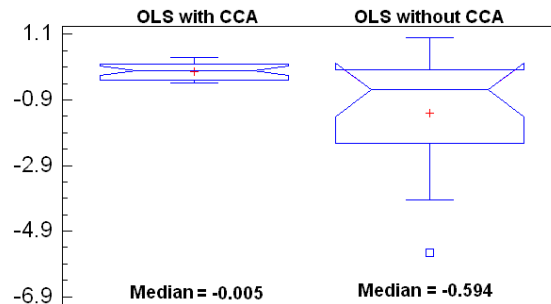 OLS with CCA OLS without CCA
1.1
-0.9
-2.9
-4.9
-6.9
Median = -0.005 Median = -0.594